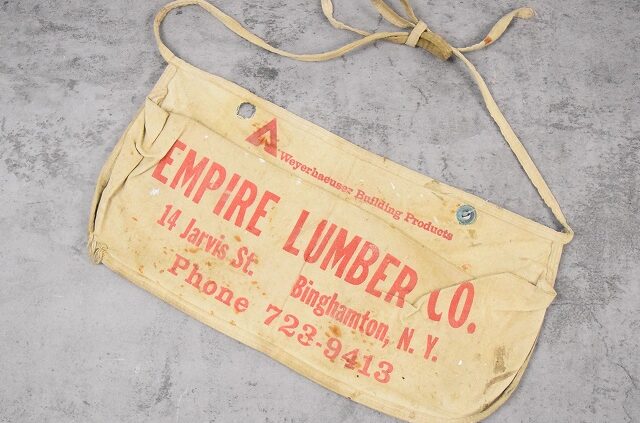 Weyerhaeuser Building Products
EMPIRE LUMBER CO.
14 Jarvis St. Binghamton, N. Y.
Phone 723-9413